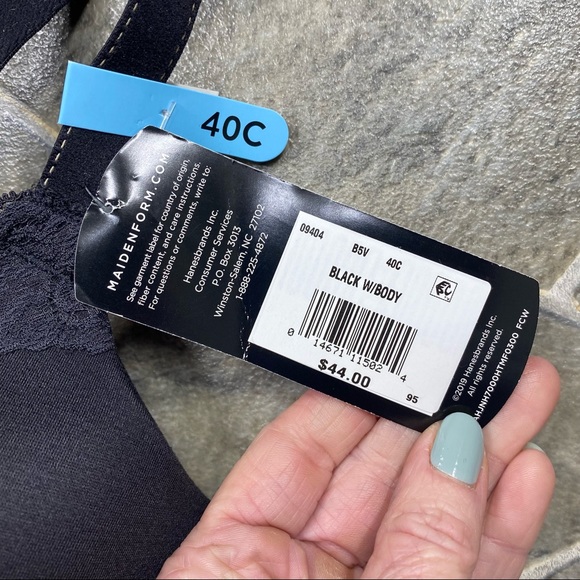 40C
MAIDENFORM.COM
See garment label for country of origin,
fiber content, and care instructions.
For questions or comments, write to:
Hanesbrands Inc.
Consumer Services
P.O. Box 3013
Winston-Salem, NC 27102
1-888-225-4872
09404 B5V 40C
BLACK W/BODY
0 14671 11502 4
$44.00
95
©2019 Hanesbrands Inc.
All rights reserved.